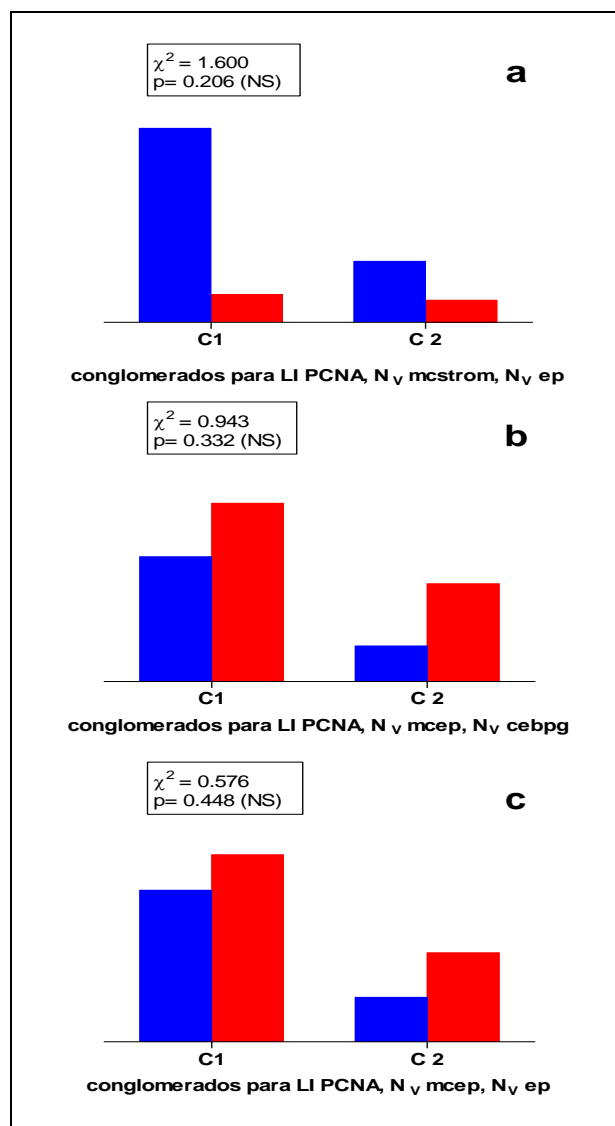 χ² = 1.600
p= 0.206 (NS)
a
C1
C 2
conglomerados para LI PCNA, N V mcstrom, N V ep
χ² = 0.943
p= 0.332 (NS)
b
C1
C 2
conglomerados para LI PCNA, N V mcep, N V cebpg
χ² = 0.576
p= 0.448 (NS)
c
C1
C 2
conglomerados para LI PCNA, N V mcep, N V ep